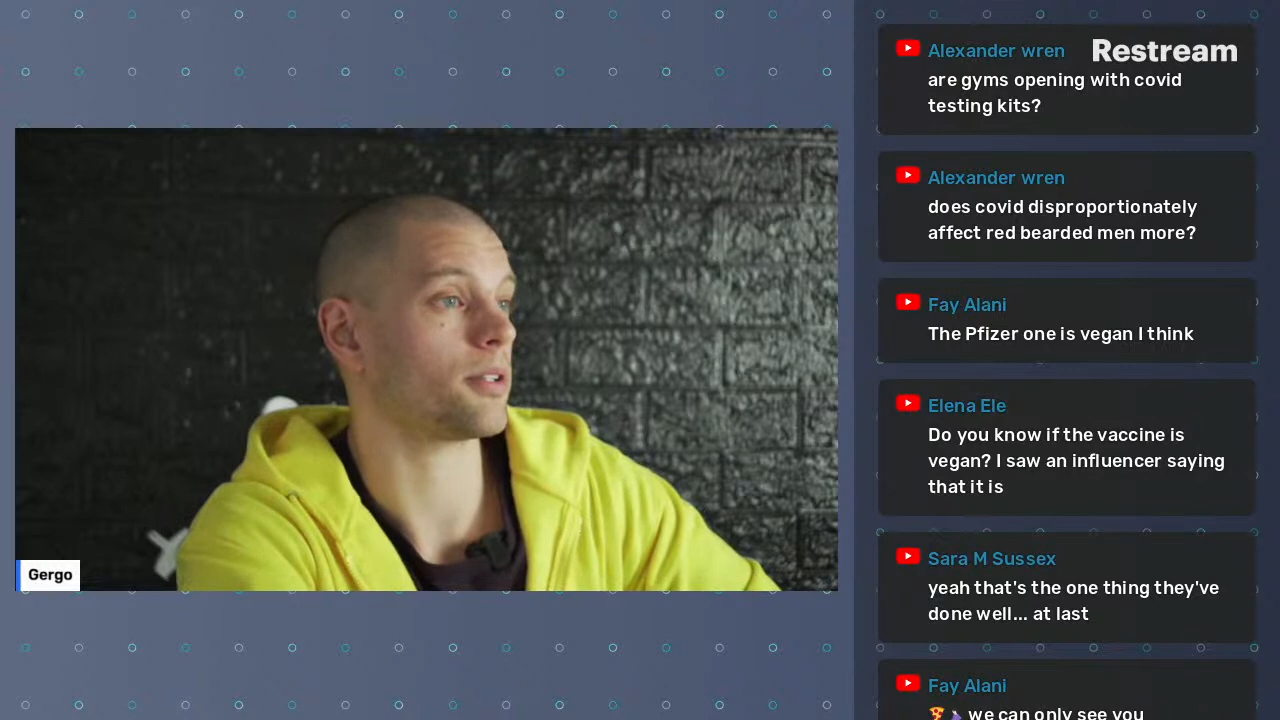 Gergo
Restream
Alexander wren
are gyms opening with covid
testing kits?
Alexander wren
does covid disproportionately
affect red bearded men more?
Fay Alani
The Pfizer one is vegan I think
Elena Ele
Do you know if the vaccine is
vegan? I saw an influencer saying
that it is
Sara M Sussex
yeah that's the one thing they've
done well... at last
Fay Alani
🍕🍆 we can only see you